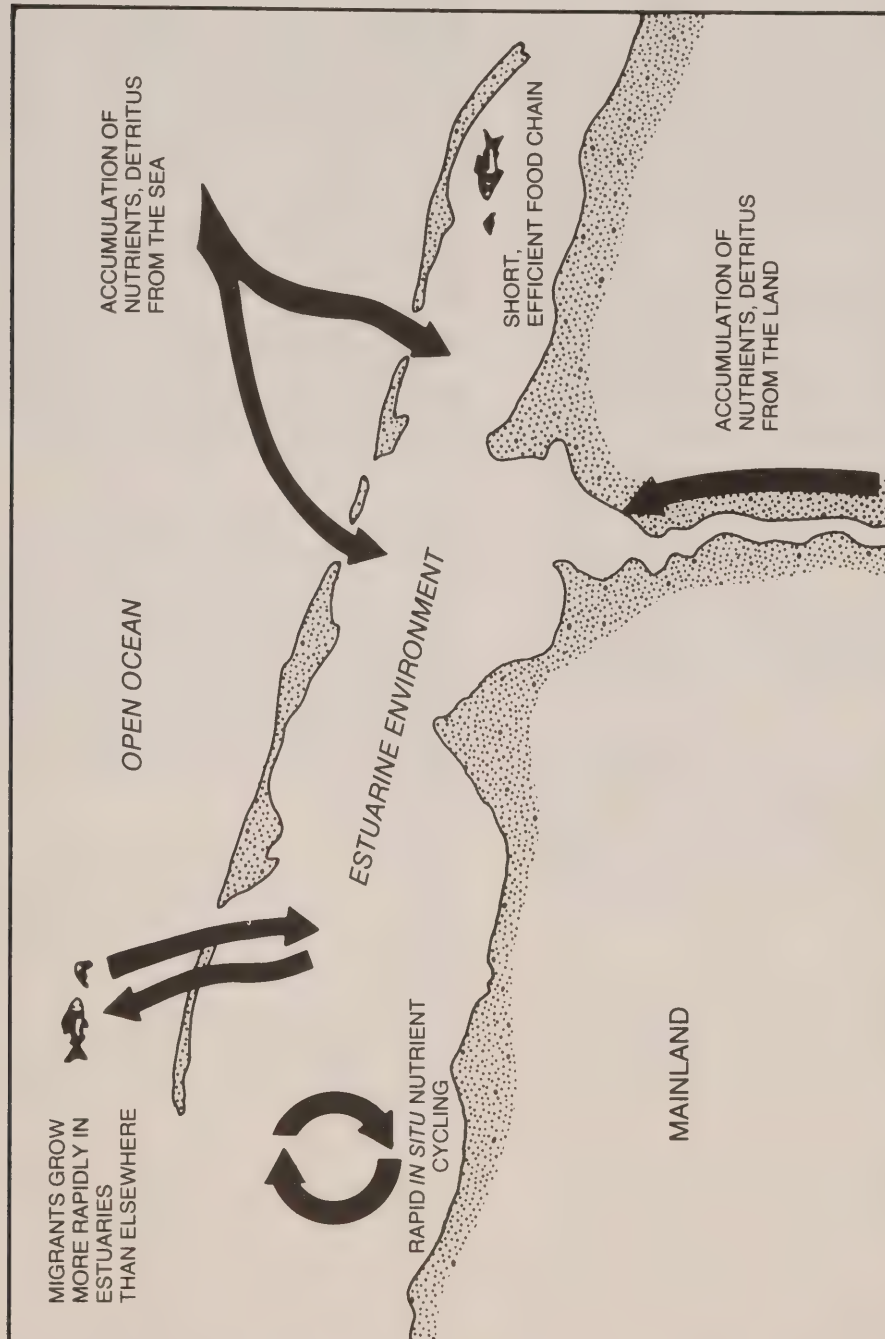 MIGRANTS GROW
MORE RAPIDLY IN
ESTUARIES
THAN ELSEWHERE
OPEN OCEAN
ACCUMULATION OF
NUTRIENTS, DETRITUS
FROM THE SEA
ESTUARINE ENVIRONMENT
SHORT,
EFFICIENT FOOD CHAIN
RAPID IN SITU NUTRIENT
CYCLING
MAINLAND
ACCUMULATION OF
NUTRIENTS, DETRITUS
FROM THE LAND